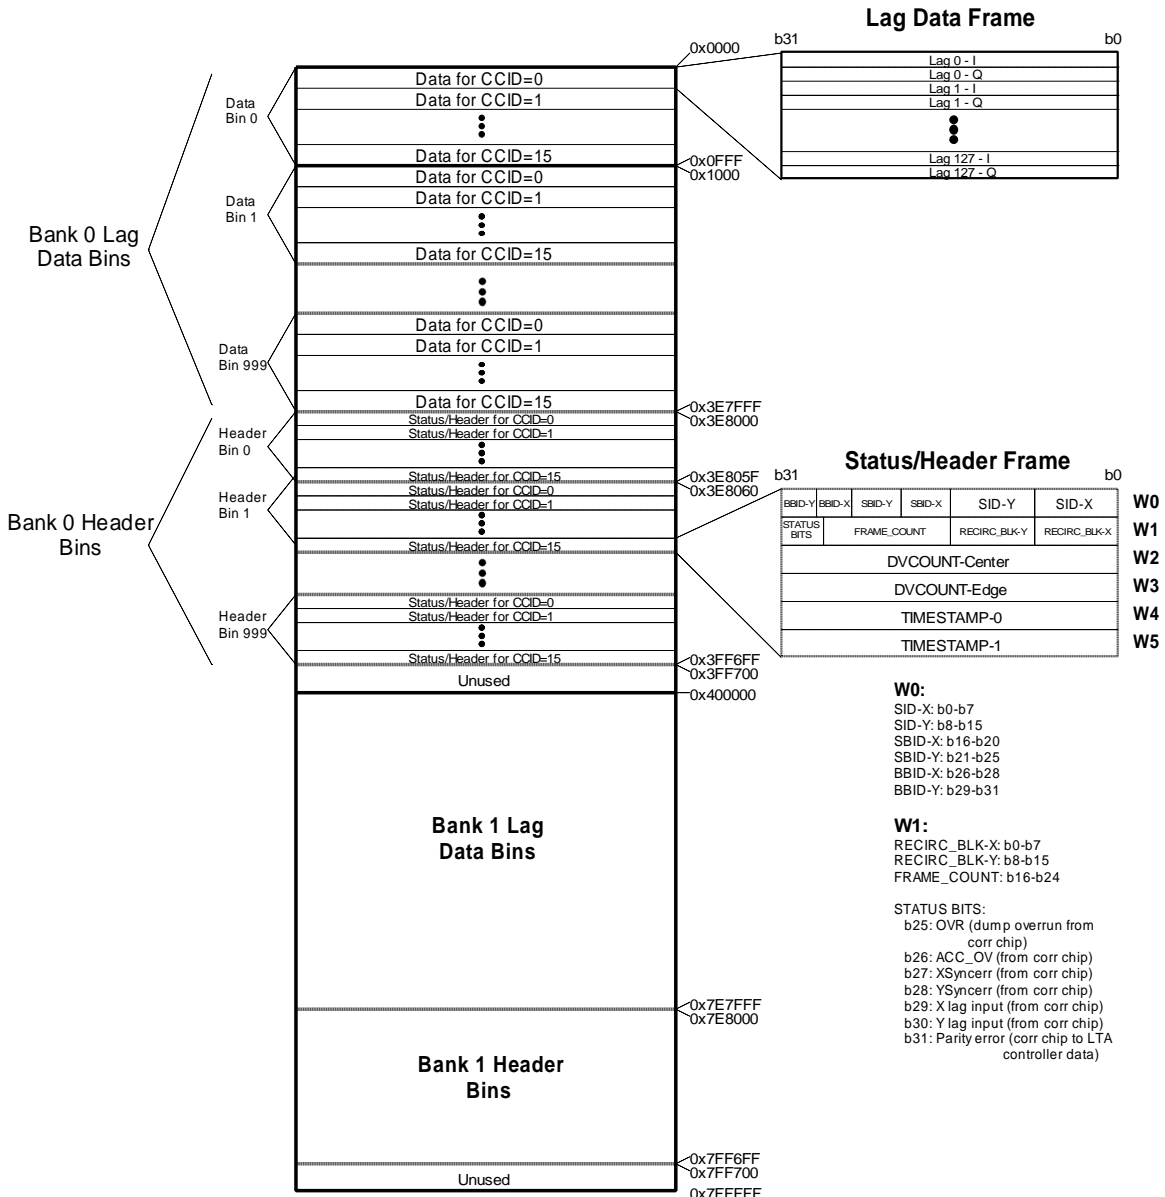 Lag Data Frame
b31
b0
0x0000
Lag 0 - I
Lag 0 - Q
Lag 1 - I
Lag 1 - Q
Lag 127 - I
Lag 127 - Q
Data
Bin 0
Data for CCID=0
Data for CCID=1
Data for CCID=15
0x0FFF
0x1000
Data
Bin 1
Data for CCID=0
Data for CCID=1
Data for CCID=15
Bank 0 Lag
Data Bins
Data
Bin 999
Data for CCID=0
Data for CCID=1
Data for CCID=15
0x3E7FFF
0x3E8000
Header
Bin 0
Status/Header for CCID=0
Status/Header for CCID=1
Status/Header for CCID=15
0x3E805F
0x3E8060
Header
Bin 1
Status/Header for CCID=0
Status/Header for CCID=1
Status/Header for CCID=15
Bank 0 Header
Bins
Header
Bin 999
Status/Header for CCID=0
Status/Header for CCID=1
Status/Header for CCID=15
0x3FF6FF
0x3FF700
Unused
0x400000
Status/Header Frame
b31
b0
BBID-Y BBID-X SBID-Y SBID-X SID-Y SID-X W0
STATUS
BITS FRAME_COUNT RECIRC_BLK-Y RECIRC_BLK-X W1
DVCOUNT-Center W2
DVCOUNT-Edge W3
TIMESTAMP-0 W4
TIMESTAMP-1 W5
W0:
SID-X: b0-b7
SID-Y: b8-b15
SBID-X: b16-b20
SBID-Y: b21-b25
BBID-X: b26-b28
BBID-Y: b29-b31
W1:
RECIRC_BLK-X: b0-b7
RECIRC_BLK-Y: b8-b15
FRAME_COUNT: b16-b24
STATUS BITS:
b25: OVR (dump overrun from
corr chip)
b26: ACC_OV (from corr chip)
b27: XSyncerr (from corr chip)
b28: YSyncerr (from corr chip)
b29: X lag input (from corr chip)
b30: Y lag input (from corr chip)
b31: Parity error (corr chip to LTA
controller data)
Bank 1 Lag
Data Bins
0x7E7FFF
0x7E8000
Bank 1 Header
Bins
0x7FF6FF
0x7FF700
Unused
0x7FFFFF